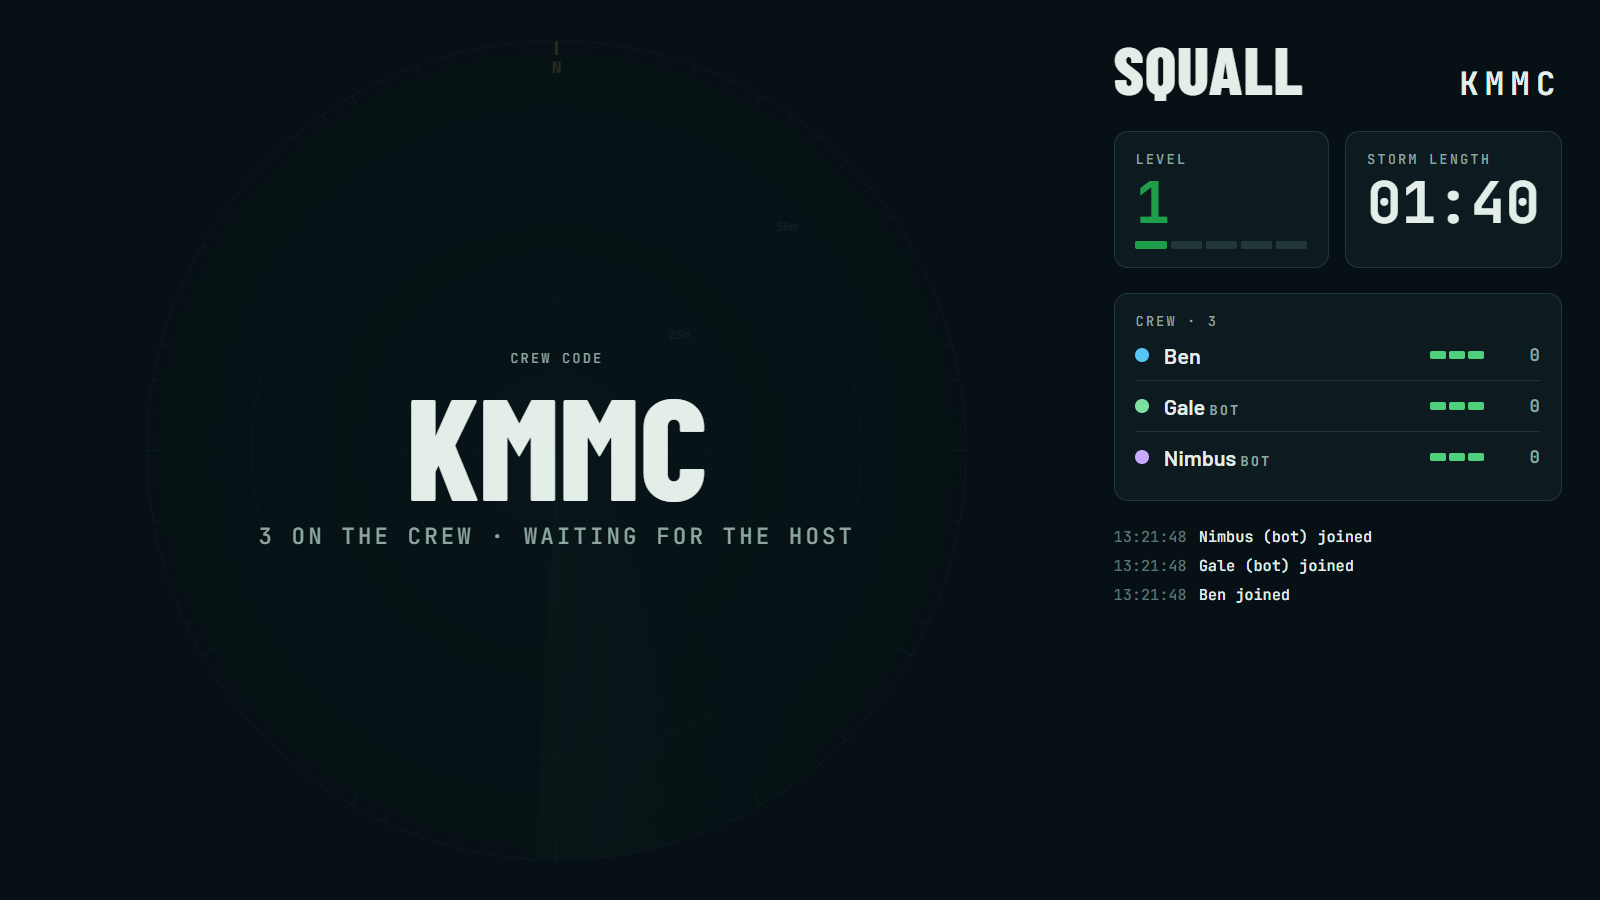 N
50m
25m
CREW CODE
KMMC
3 ON THE CREW · WAITING FOR THE HOST
SQUALL
KMMC
LEVEL
1
STORM LENGTH
01:40
CREW · 3
Ben 0
Gale BOT 0
Nimbus BOT 0
13:21:48 Nimbus (bot) joined
13:21:48 Gale (bot) joined
13:21:48 Ben joined